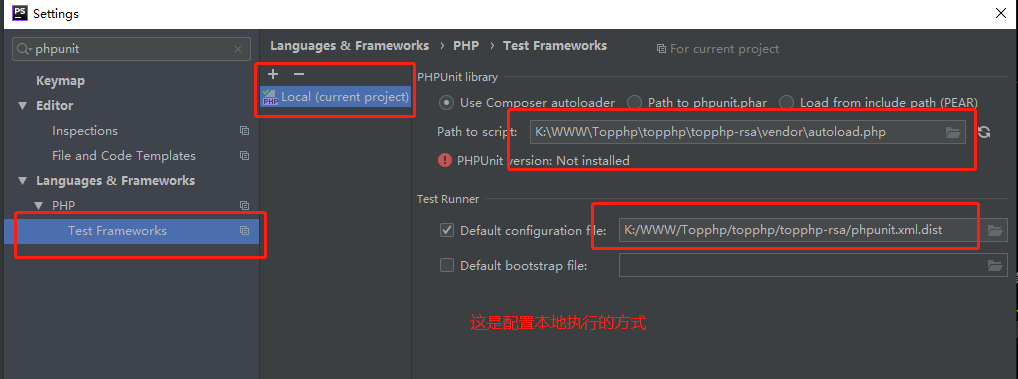 PS Settings
phpunit
Keymap
Editor
Inspections
File and Code Templates
Languages & Frameworks
PHP
Test Frameworks
Languages & Frameworks › PHP › Test Frameworks For current project
+ −
PHP Local (current project)
PHPUnit library
Use Composer autoloader Path to phpunit.phar Load from include path (PEAR)
Path to script: K:\WWW\Topphp\topphp\topphp-rsa\vendor\autoload.php
PHPUnit version: Not installed
Test Runner
Default configuration file: K:/WWW/Topphp/topphp/topphp-rsa/phpunit.xml.dist
Default bootstrap file:
这是配置本地执行的方式